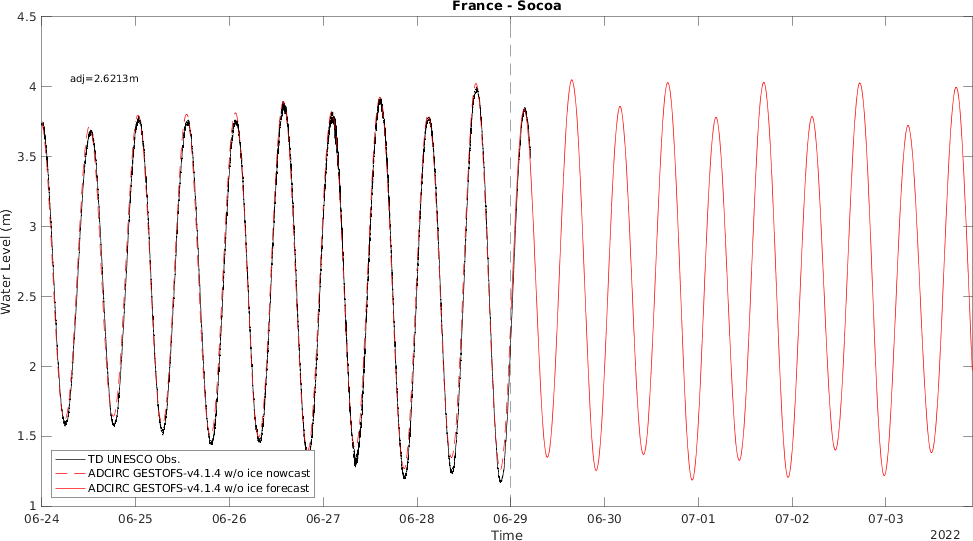 France - Socoa
4.5
adj=2.6213m
4
3.5
3
2.5
2
1.5
1
Water Level (m)
TD UNESCO Obs.
ADCIRC GESTOFS-v4.1.4 w/o ice nowcast
ADCIRC GESTOFS-v4.1.4 w/o ice forecast
06-24 06-25 06-26 06-27 06-28 06-29 06-30 07-01 07-02 07-03
Time
2022